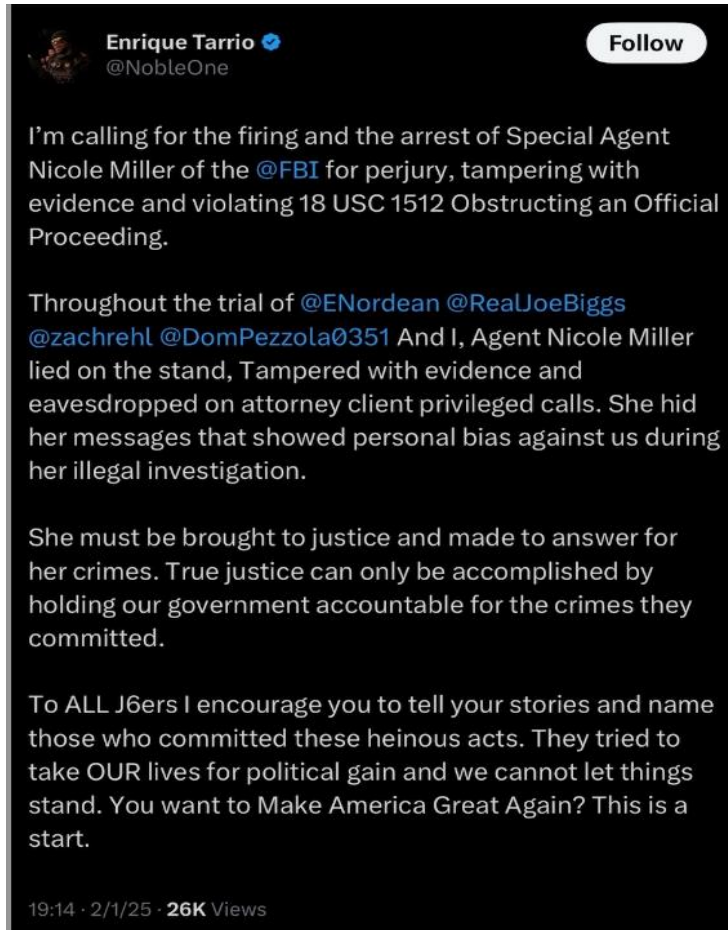 Enrique Tarrio
@NobleOne
Follow
I'm calling for the firing and the arrest of Special Agent
Nicole Miller of the @FBI for perjury, tampering with
evidence and violating 18 USC 1512 Obstructing an Official
Proceeding.
Throughout the trial of @ENordean @RealJoeBiggs
@zachrehl @DomPezzola0351 And I, Agent Nicole Miller
lied on the stand, Tampered with evidence and
eavesdropped on attorney client privileged calls. She hid
her messages that showed personal bias against us during
her illegal investigation.
She must be brought to justice and made to answer for
her crimes. True justice can only be accomplished by
holding our government accountable for the crimes they
committed.
To ALL J6ers I encourage you to tell your stories and name
those who committed these heinous acts. They tried to
take OUR lives for political gain and we cannot let things
stand. You want to Make America Great Again? This is a
start.
19:14 · 2/1/25 · 26K Views